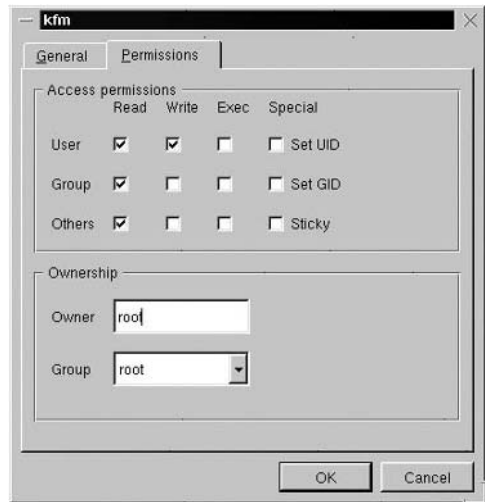 kfm
General Permissions
Access permissions
Read Write Exec Special
User Set UID
Group Set GID
Others Sticky
Ownership
Owner root
Group root
OK Cancel